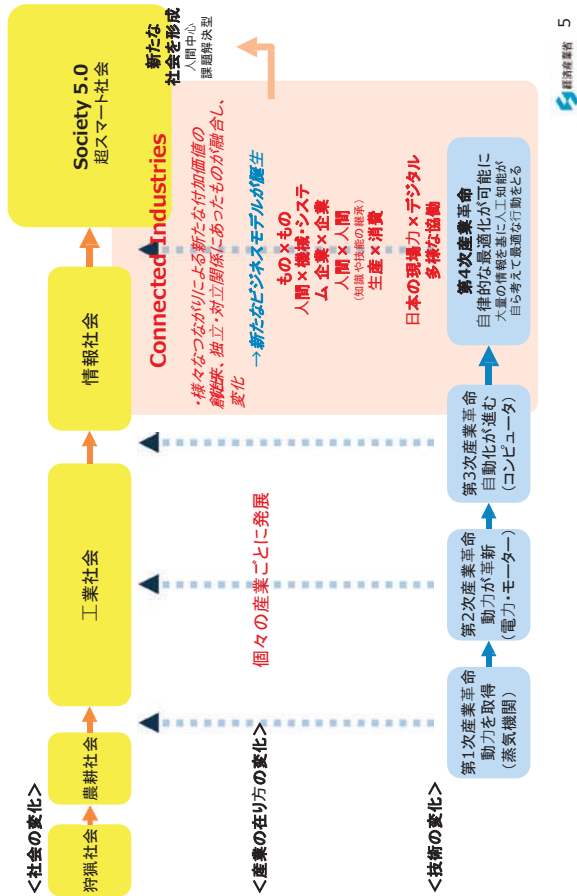 <社会の変化>
狩猟社会
農耕社会
工業社会
情報社会
Society 5.0
超スマート社会
新たな
社会を形成
人間中心
課題解決型
<産業の在り方の変化>
個々の産業ごとに発展
Connected Industries
・様々なつながりによる新たな付加価値の
従来、独立・対立関係にあったものが融合し、
変化
→新たなビジネスモデルが誕生
もの×もの
人間×機械・システ
ム 企業×企業
人間×人間
(知識や技能の継承)
生産×消費
日本の現場力×デジタル
多様な協働
<技術の変化>
第1次産業革命
動力を取得
(蒸気機関)
第2次産業革命
動力が革新
(電力・モーター)
第3次産業革命
自動化が進む
(コンピュータ)
第4次産業革命
自律的な最適化が可能に
大量の情報を基に人工知能が
自ら考えて最適な行動をとる
経済産業省
5